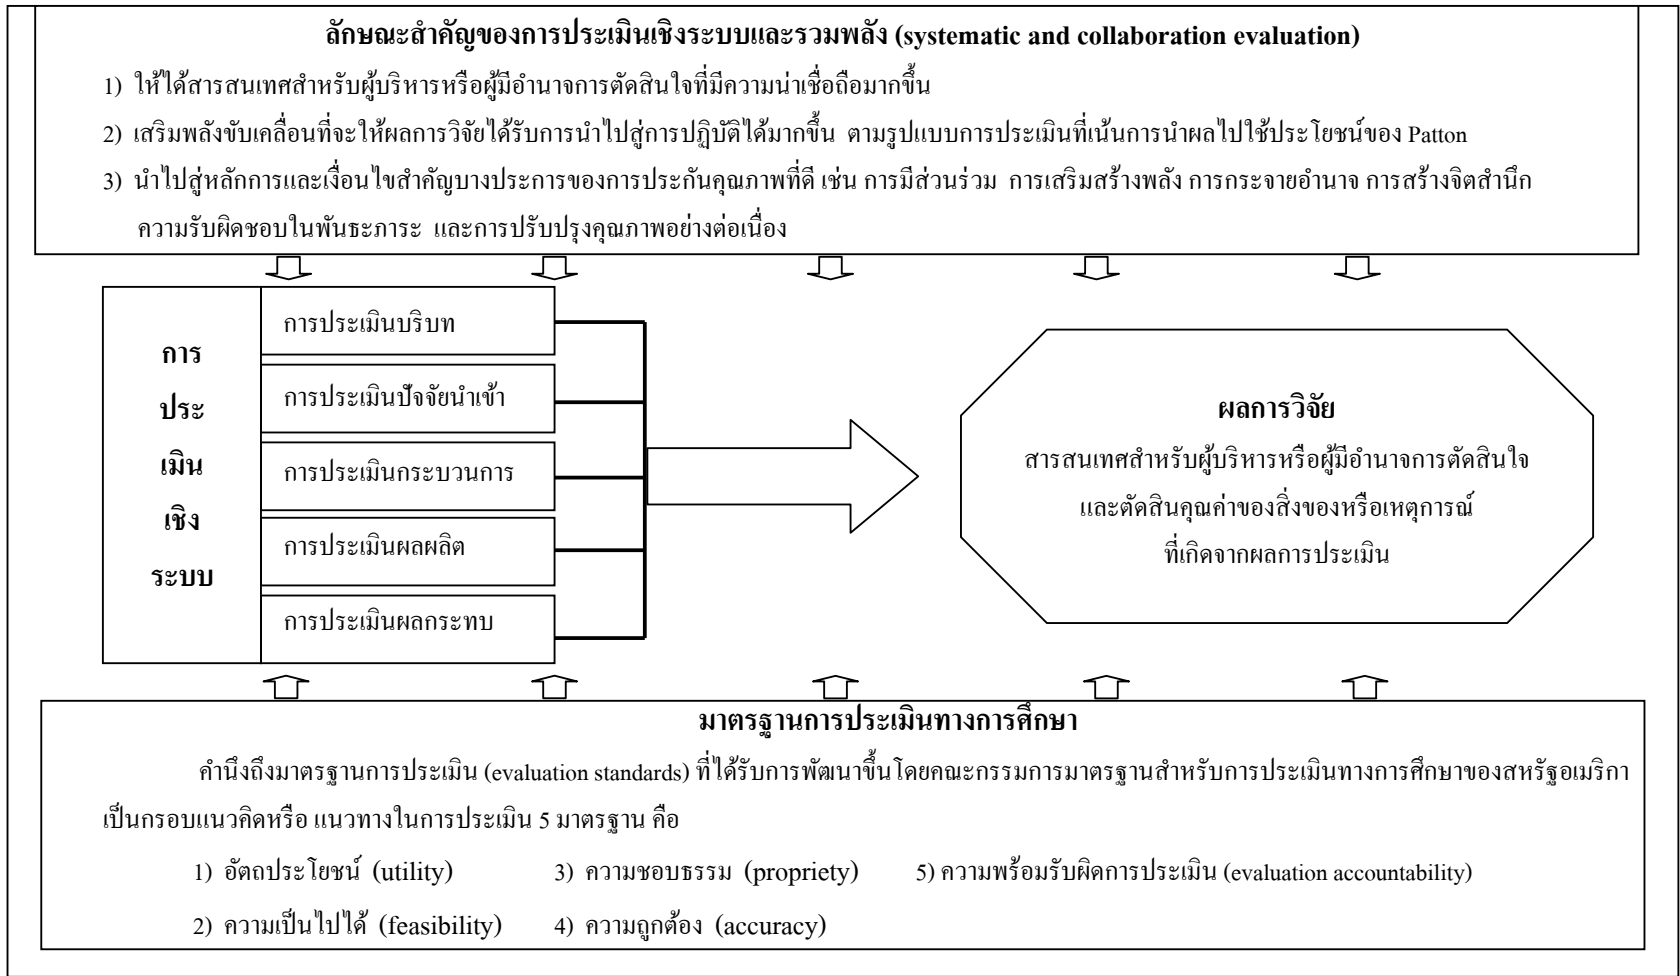 ลักษณะสำคัญของการประเมินเชิงระบบและรวมพลัง (systematic and collaboration evaluation)
1) ให้ได้สารสนเทศสำหรับผู้บริหารหรือผู้มีอำนาจการตัดสินใจที่มีความน่าเชื่อถือมากขึ้น
2) เสริมพลังขับเคลื่อนที่จะให้ผลการวิจัยได้รับการนำไปสู่การปฏิบัติได้มากขึ้น ตามรูปแบบการประเมินที่เน้นการนำผลไปใช้ประโยชน์ของ Patton
3) นำไปสู่หลักการและเงื่อนไขสำคัญบางประการของการประกันคุณภาพที่ดี เช่น การมีส่วนร่วม การเสริมสร้างพลัง การกระจายอำนาจ การสร้างจิตสำนึก
ความรับผิดชอบในพันธะภาระ และการปรับปรุงคุณภาพอย่างต่อเนื่อง
การ
ประ
เมิน
เชิง
ระบบ
การประเมินบริบท
การประเมินปัจจัยนำเข้า
การประเมินกระบวนการ
การประเมินผลผลิต
การประเมินผลกระทบ
ผลการวิจัย
สารสนเทศสำหรับผู้บริหารหรือผู้มีอำนาจการตัดสินใจ
และตัดสินคุณค่าของสิ่งของหรือเหตุการณ์
ที่เกิดจากผลการประเมิน
มาตรฐานการประเมินทางการศึกษา
คำนึงถึงมาตรฐานการประเมิน (evaluation standards) ที่ได้รับการพัฒนาขึ้นโดยคณะกรรมการมาตรฐานสำหรับการประเมินทางการศึกษาของสหรัฐอเมริกา
เป็นกรอบแนวคิดหรือ แนวทางในการประเมิน 5 มาตรฐาน คือ
1) อัตถประโยชน์ (utility) 3) ความชอบธรรม (propriety) 5) ความพร้อมรับผิดการประเมิน (evaluation accountability)
2) ความเป็นไปได้ (feasibility) 4) ความถูกต้อง (accuracy)